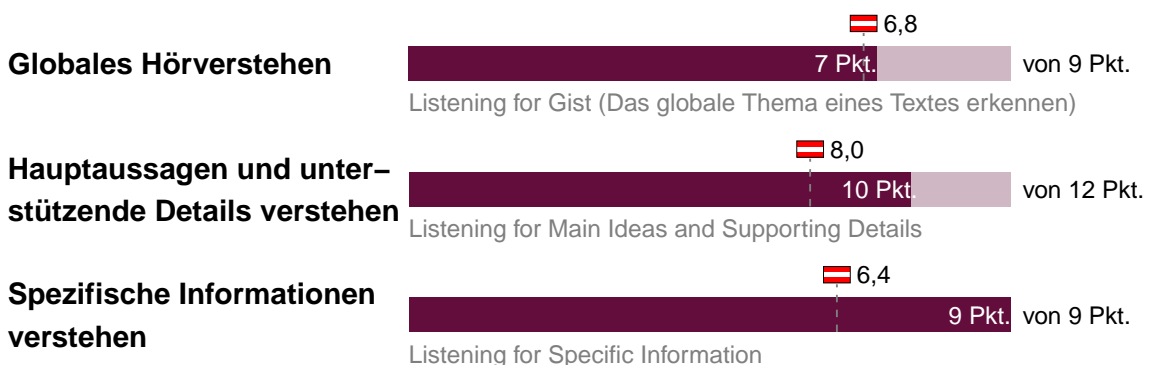 6,8
Globales Hörverstehen
7 Pkt.
von 9 Pkt.
Listening for Gist (Das globale Thema eines Textes erkennen)
8,0
Hauptaussagen und unter–
stützende Details verstehen
10 Pkt.
von 12 Pkt.
Listening for Main Ideas and Supporting Details
6,4
Spezifische Informationen
verstehen
9 Pkt.
von 9 Pkt.
Listening for Specific Information